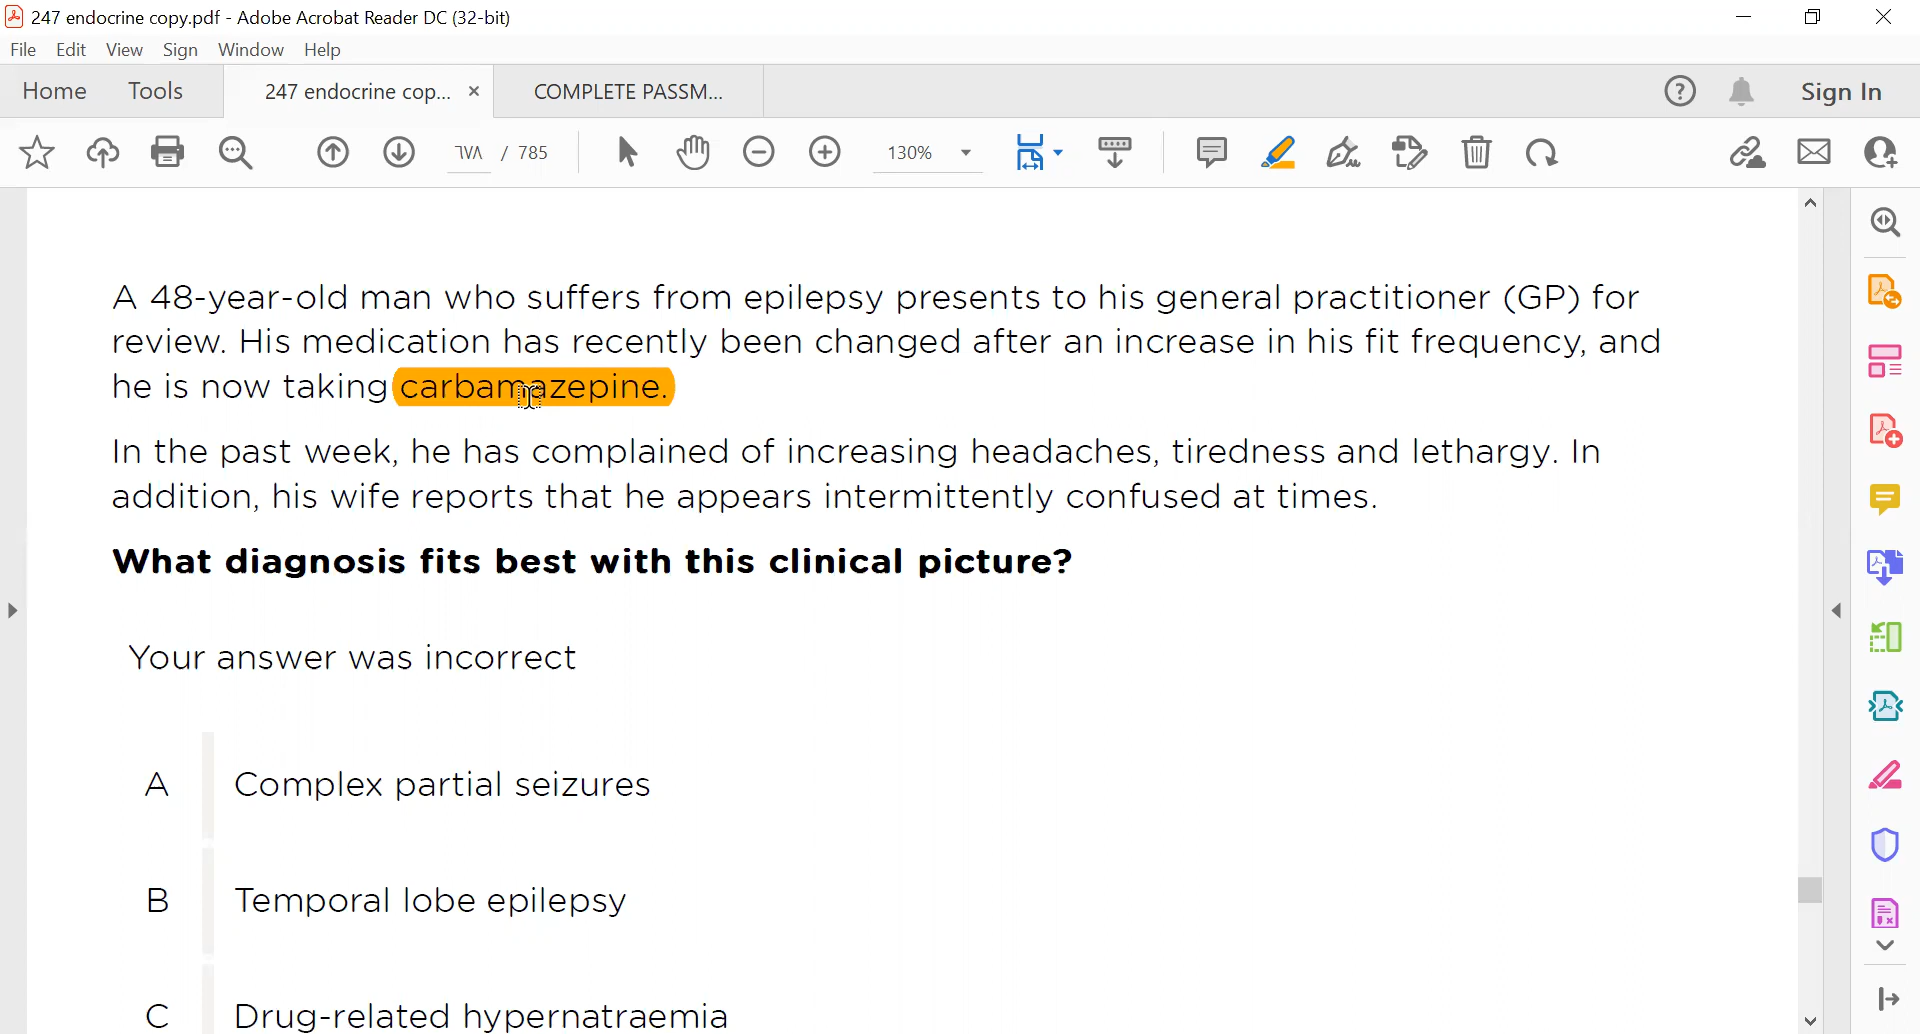 247 endocrine copy.pdf - Adobe Acrobat Reader DC (32-bit)
File Edit View Sign Window Help
Home Tools 247 endocrine cop... × COMPLETE PASSM... Sign In
٦٧٨ / 785 130%
A 48-year-old man who suffers from epilepsy presents to his general practitioner (GP) for
review. His medication has recently been changed after an increase in his fit frequency, and
he is now taking carbamazepine.
In the past week, he has complained of increasing headaches, tiredness and lethargy. In
addition, his wife reports that he appears intermittently confused at times.
What diagnosis fits best with this clinical picture?
Your answer was incorrect
A Complex partial seizures
B Temporal lobe epilepsy
C Drug-related hypernatraemia